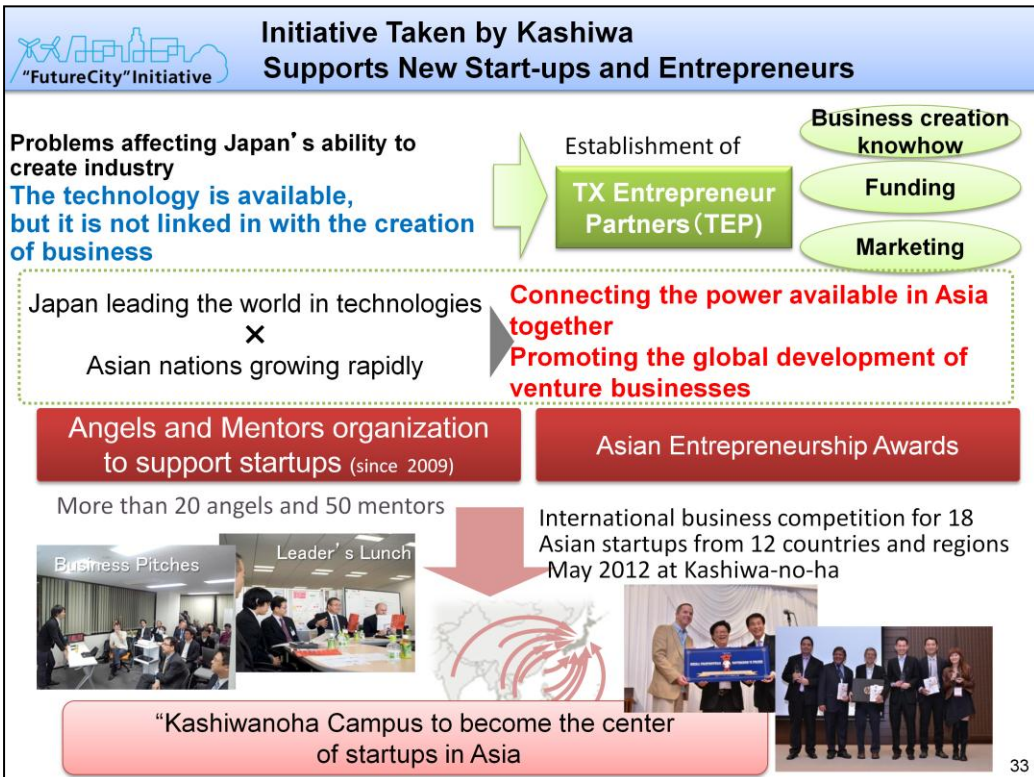 Initiative Taken by Kashiwa
Supports New Start-ups and Entrepreneurs
"FutureCity"Initiative
Problems affecting Japan's ability to
create industry
The technology is available,
but it is not linked in with the creation
of business
Establishment of
TX Entrepreneur
Partners(TEP)
Business creation
knowhow
Funding
Marketing
Japan leading the world in technologies
×
Asian nations growing rapidly
Connecting the power available in Asia
together
Promoting the global development of
venture businesses
Angels and Mentors organization
to support startups (since 2009)
Asian Entrepreneurship Awards
More than 20 angels and 50 mentors
Business Pitches
Leader's Lunch
International business competition for 18
Asian startups from 12 countries and regions
May 2012 at Kashiwa-no-ha
"Kashiwanoha Campus to become the center
of startups in Asia
33